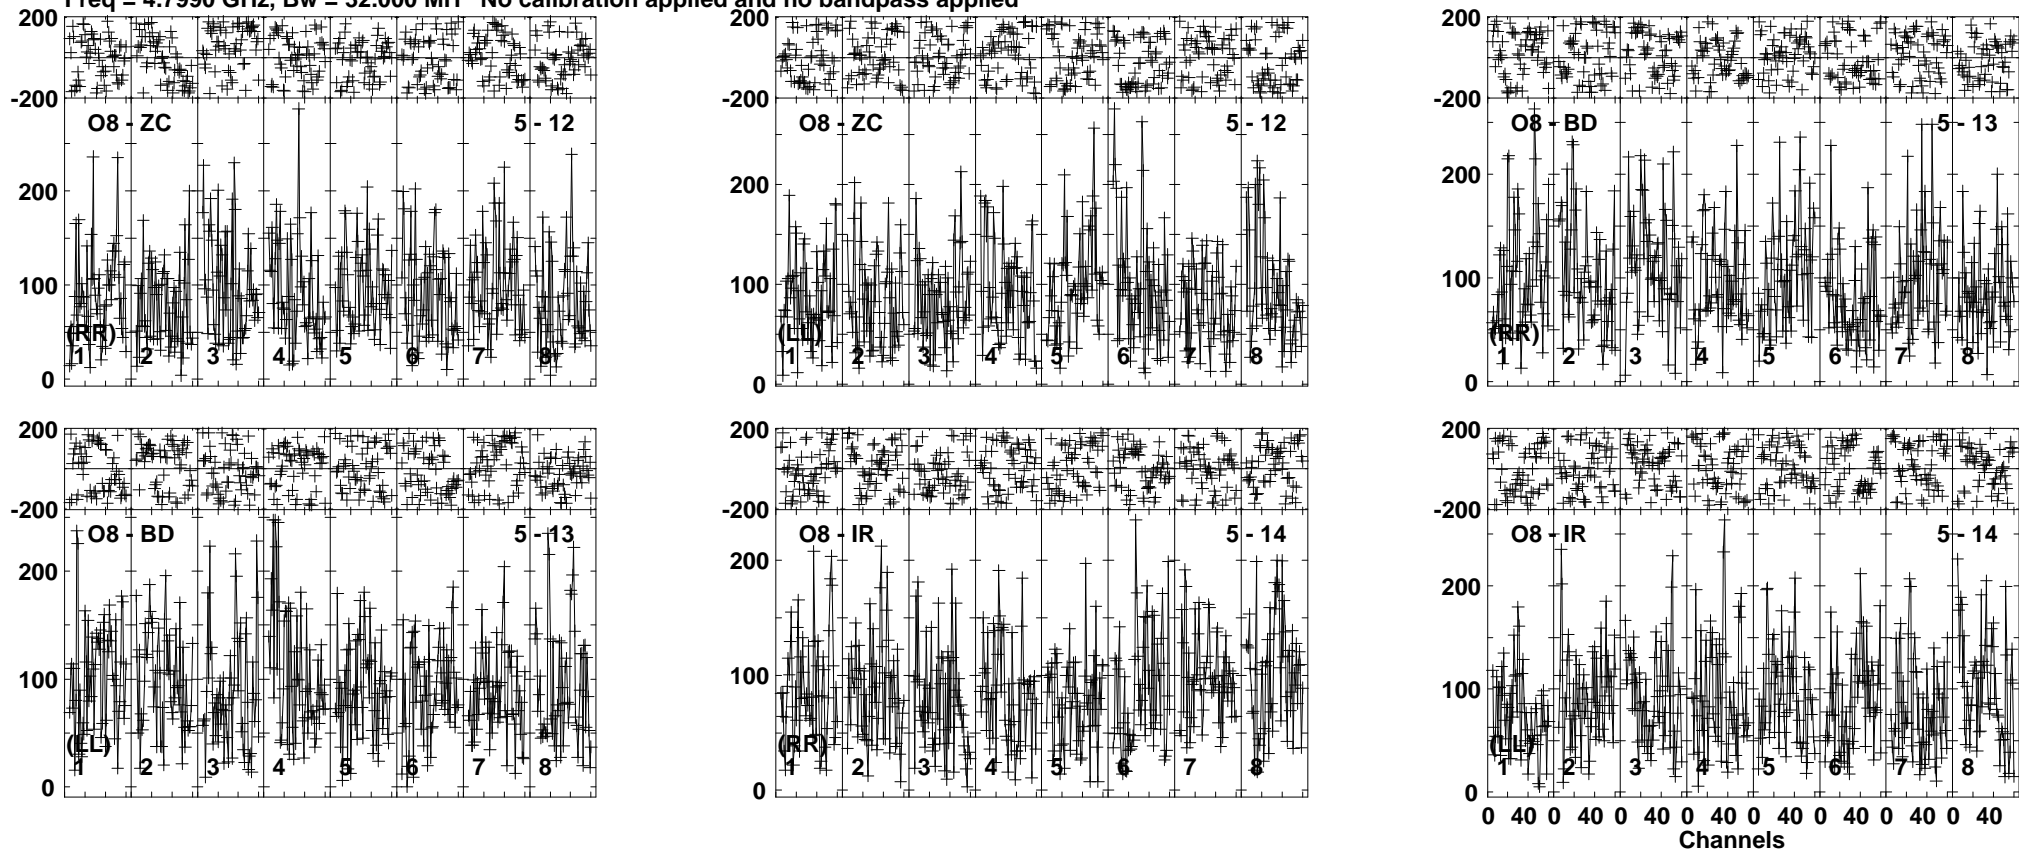 Freq = 4.7990 GHz, Bw = 32.000 MH No calibration applied and no bandpass applied
200 200 200
-200 -200 -200
O8 - ZC 5 - 12 O8 - ZC 5 - 12 O8 - BD 5 - 13
200 200 200
100 100 100
(RR) (LL) (RR)
1 2 3 4 5 6 7 8 1 2 3 4 5 6 7 8 1 2 3 4 5 6 7 8
0 0 0
200 200 200
-200 -200 -200
O8 - BD 5 - 13 O8 - IR 5 - 14 O8 - IR 5 - 14
200 200 200
100 100 100
(LL) (RR) (LL)
1 2 3 4 5 6 7 8 1 2 3 4 5 6 7 8 1 2 3 4 5 6 7 8
0 0 0
0 40 0 40 0 40 0 40 0 40 0 40 0 40 0 40
Channels